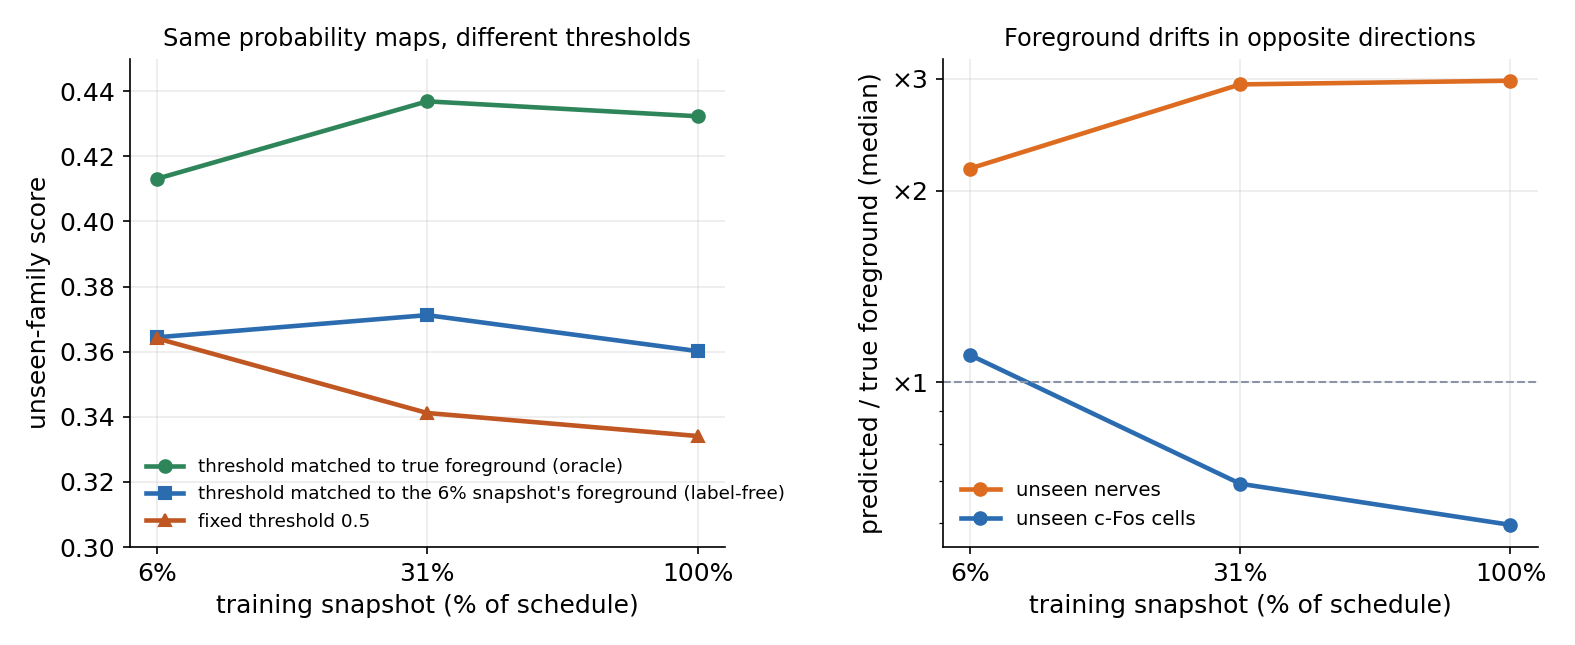 Same probability maps, different thresholds
unseen-family score
0.44
0.42
0.40
0.38
0.36
0.34
0.32
0.30
threshold matched to true foreground (oracle)
threshold matched to the 6% snapshot's foreground (label-free)
fixed threshold 0.5
6%
31%
100%
training snapshot (% of schedule)
Foreground drifts in opposite directions
predicted / true foreground (median)
×3
×2
×1
unseen nerves
unseen c-Fos cells
6%
31%
100%
training snapshot (% of schedule)